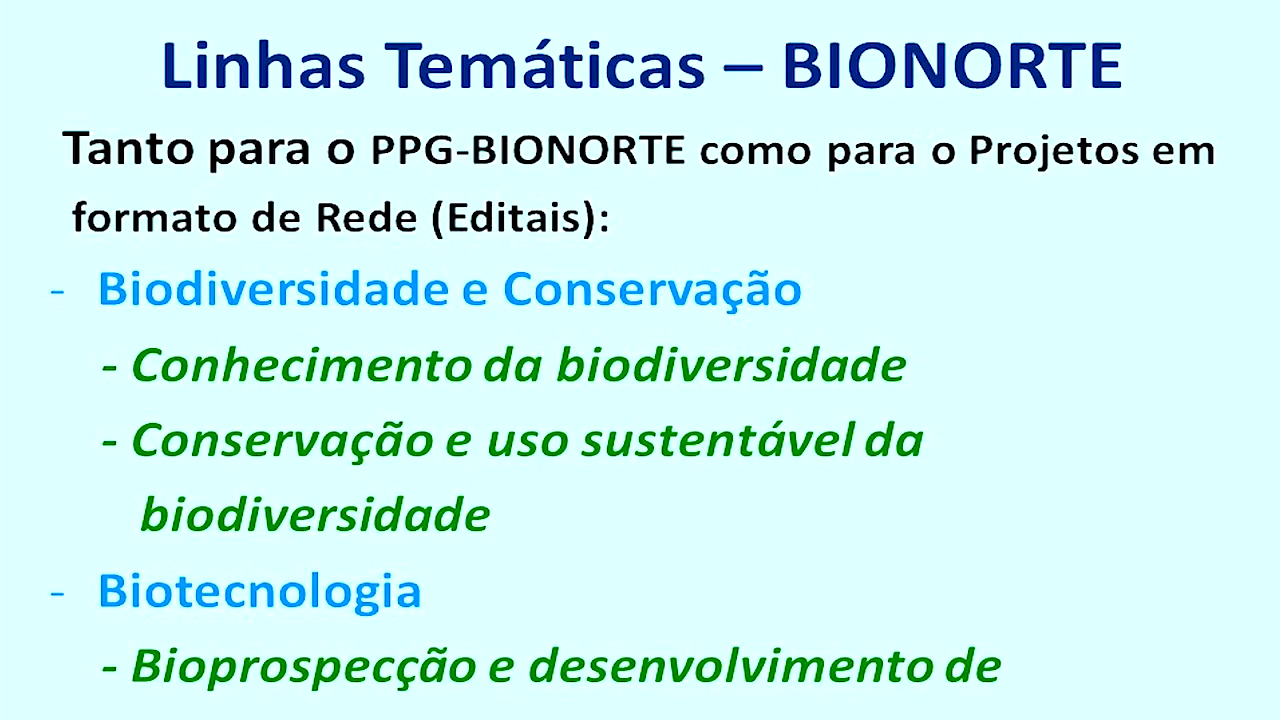 Linhas Temáticas – BIONORTE
Tanto para o PPG-BIONORTE como para o Projetos em
formato de Rede (Editais):
- Biodiversidade e Conservação
- Conhecimento da biodiversidade
- Conservação e uso sustentável da
biodiversidade
- Biotecnologia
- Bioprospecção e desenvolvimento de